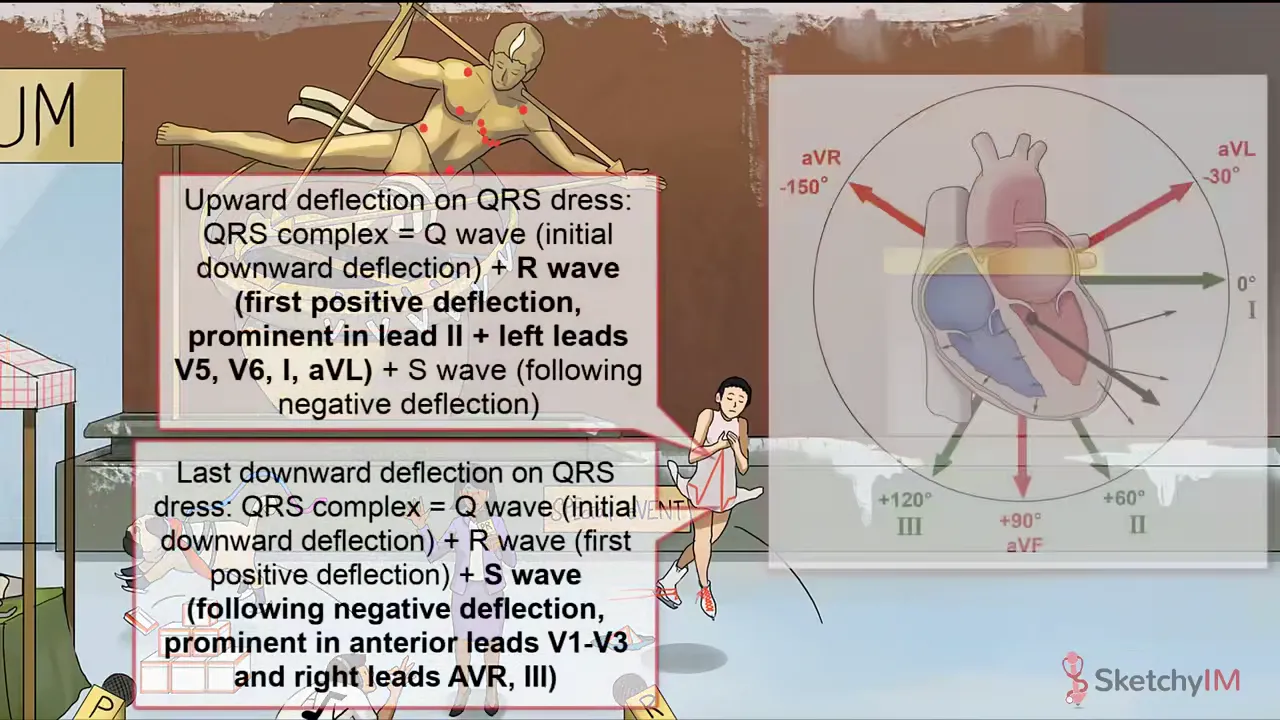 UM
Upward deflection on QRS dress:
QRS complex = Q wave (initial
downward deflection) + R wave
(first positive deflection,
prominent in lead II + left leads
V5, V6, I, aVL) + S wave (following
negative deflection)
Last downward deflection on QRS
dress: QRS complex = Q wave (initial
downward deflection) + R wave (first
positive deflection) + S wave
(following negative deflection,
prominent in anterior leads V1-V3
and right leads AVR, III)
aVR
-150°
aVL
-30°
0°
I
+60°
II
+90°
aVF
+120°
III
P
R
SketchyIM